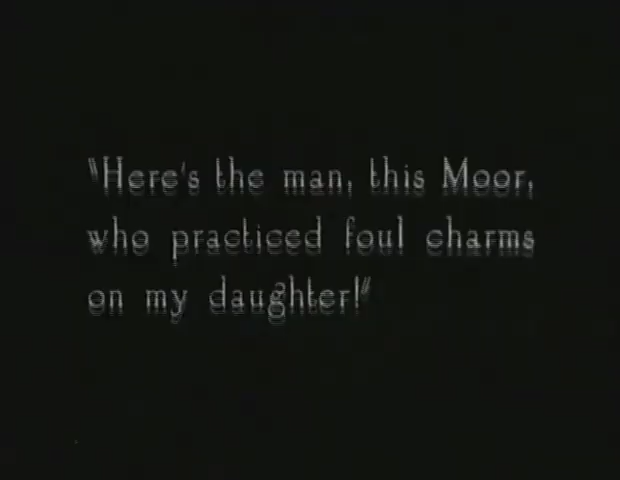 "Here's the man, this Moor,
who practiced foul charms
on my daughter!"